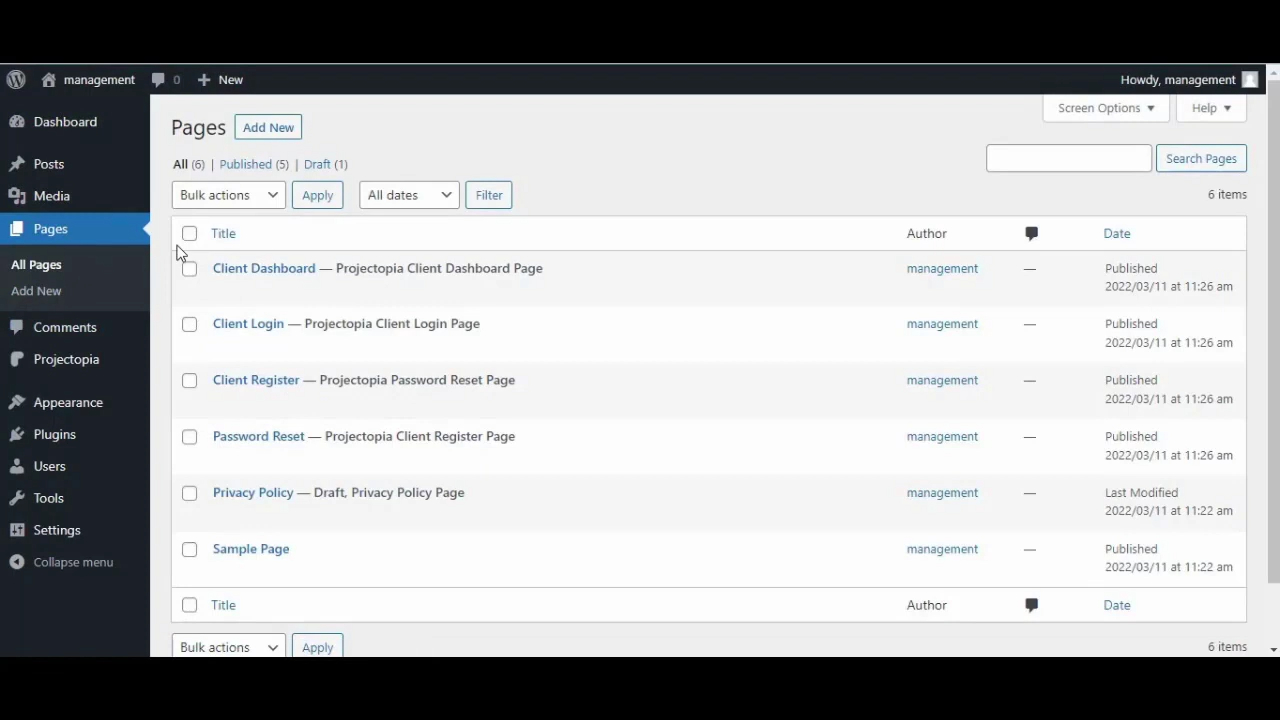 management 0 New Howdy, management
Screen Options Help
Dashboard
Posts
Media
Pages
All Pages
Add New
Comments
Projectopia
Appearance
Plugins
Users
Tools
Settings
Collapse menu
Pages Add New
All (6) | Published (5) | Draft (1)
Search Pages
Bulk actions Apply All dates Filter 6 items
Title Author Date
Client Dashboard — Projectopia Client Dashboard Page management — Published
2022/03/11 at 11:26 am
Client Login — Projectopia Client Login Page management — Published
2022/03/11 at 11:26 am
Client Register — Projectopia Password Reset Page management — Published
2022/03/11 at 11:26 am
Password Reset — Projectopia Client Register Page management — Published
2022/03/11 at 11:26 am
Privacy Policy — Draft, Privacy Policy Page management — Last Modified
2022/03/11 at 11:22 am
Sample Page management — Published
2022/03/11 at 11:22 am
Title Author Date
Bulk actions Apply 6 items